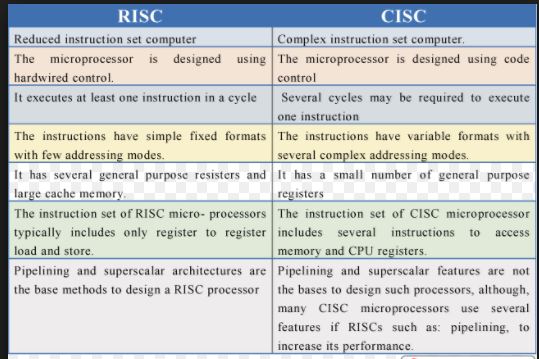 RISC
CISC
Reduced instruction set computer
Complex instruction set computer.
The microprocessor is designed using
hardwired control.
The microprocessor is designed using code
control
It executes at least one instruction in a cycle
Several cycles may be required to execute
one instruction
The instructions have simple fixed formats
with few addressing modes.
The instructions have variable formats with
several complex addressing modes.
It has several general purpose resisters and
large cache memory.
It has a small number of general purpose
registers
The instruction set of RISC micro- processors
typically includes only register to register
load and store.
The instruction set of CISC microprocessor
includes several instructions to access
memory and CPU registers.
Pipelining and superscalar architectures are
the base methods to design a RISC processor
Pipelining and superscalar features are not
the bases to design such processors, although,
many CISC microprocessors use several
features if RISCs such as: pipelining, to
increase its performance.